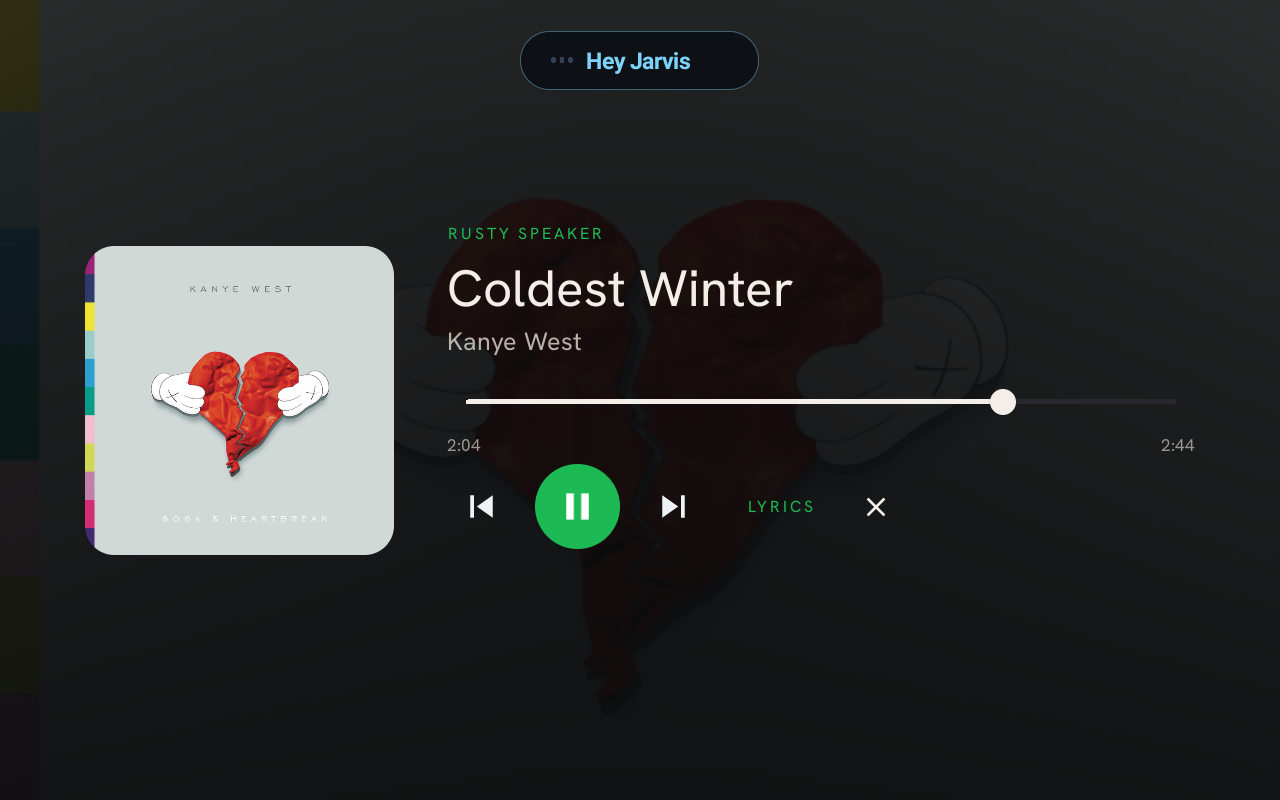 Hey Jarvis
RUSTY SPEAKER
Coldest Winter
Kanye West
2:04
2:44
LYRICS
KANYE WEST
808s & HEARTBREAK